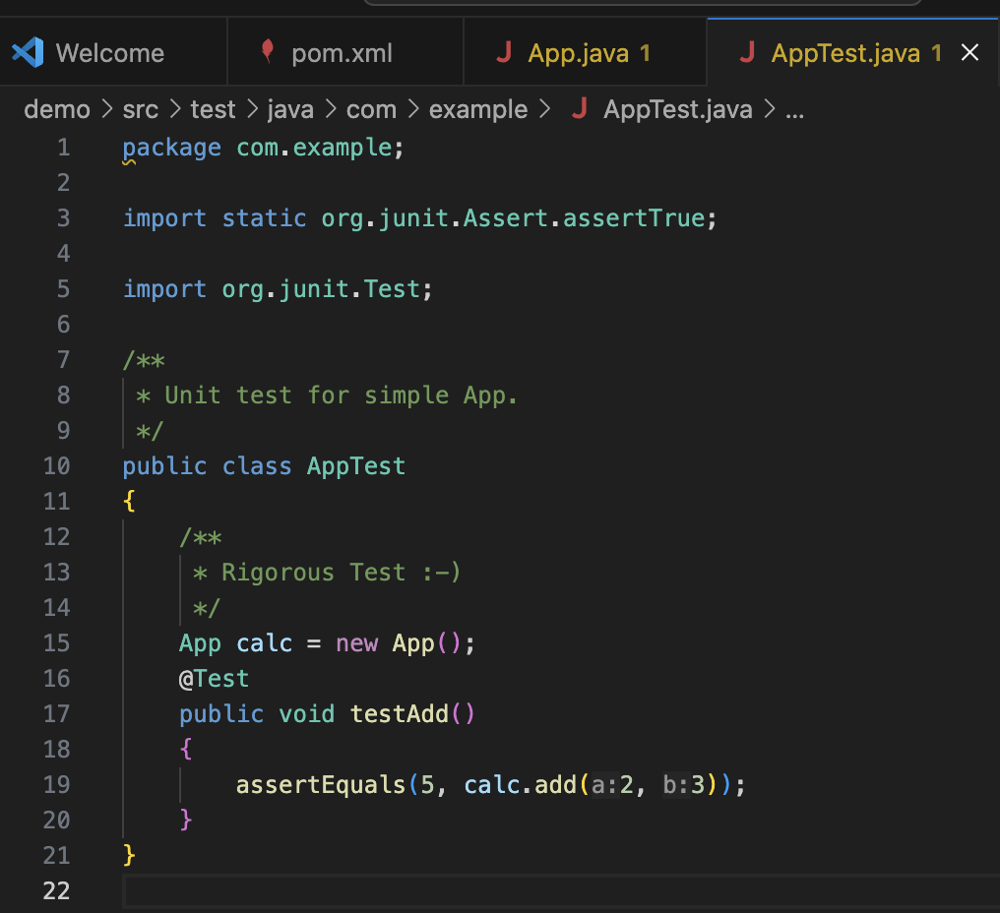 Welcome pom.xml App.java 1 AppTest.java 1
demo > src > test > java > com > example > J AppTest.java > ...
1 package com.example;
2
3 import static org.junit.Assert.assertTrue;
4
5 import org.junit.Test;
6
7 /**
8 * Unit test for simple App.
9 */
10 public class AppTest
11 {
12 /**
13 * Rigorous Test :-)
14 */
15 App calc = new App();
16 @Test
17 public void testAdd()
18 {
19 assertEquals(5, calc.add(a:2, b:3));
20 }
21 }
22